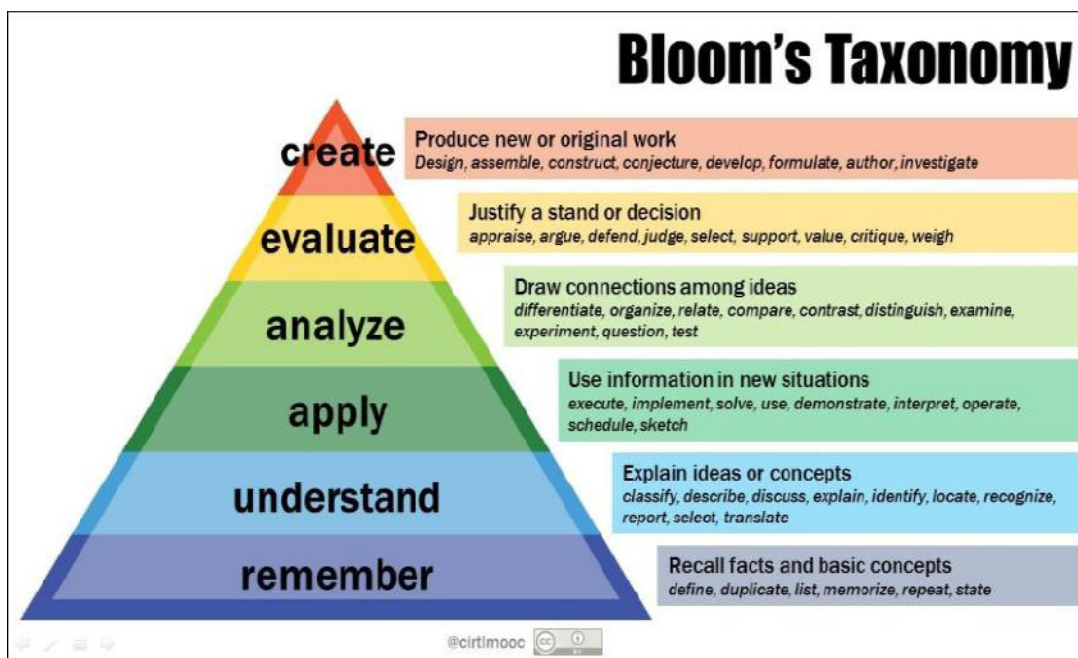 Bloom's Taxonomy
create
Produce new or original work
Design, assemble, construct, conjecture, develop, formulate, author, investigate
evaluate
Justify a stand or decision
appraise, argue, defend, judge, select, support, value, critique, weigh
analyze
Draw connections among ideas
differentiate, organize, relate, compare, contrast, distinguish, examine,
experiment, question, test
apply
Use information in new situations
execute, implement, solve, use, demonstrate, interpret, operate,
schedule, sketch
understand
Explain ideas or concepts
classify, describe, discuss, explain, identify, locate, recognize,
report, select, translate
remember
Recall facts and basic concepts
define, duplicate, list, memorize, repeat, state
@cirtlmooc
cc
BY